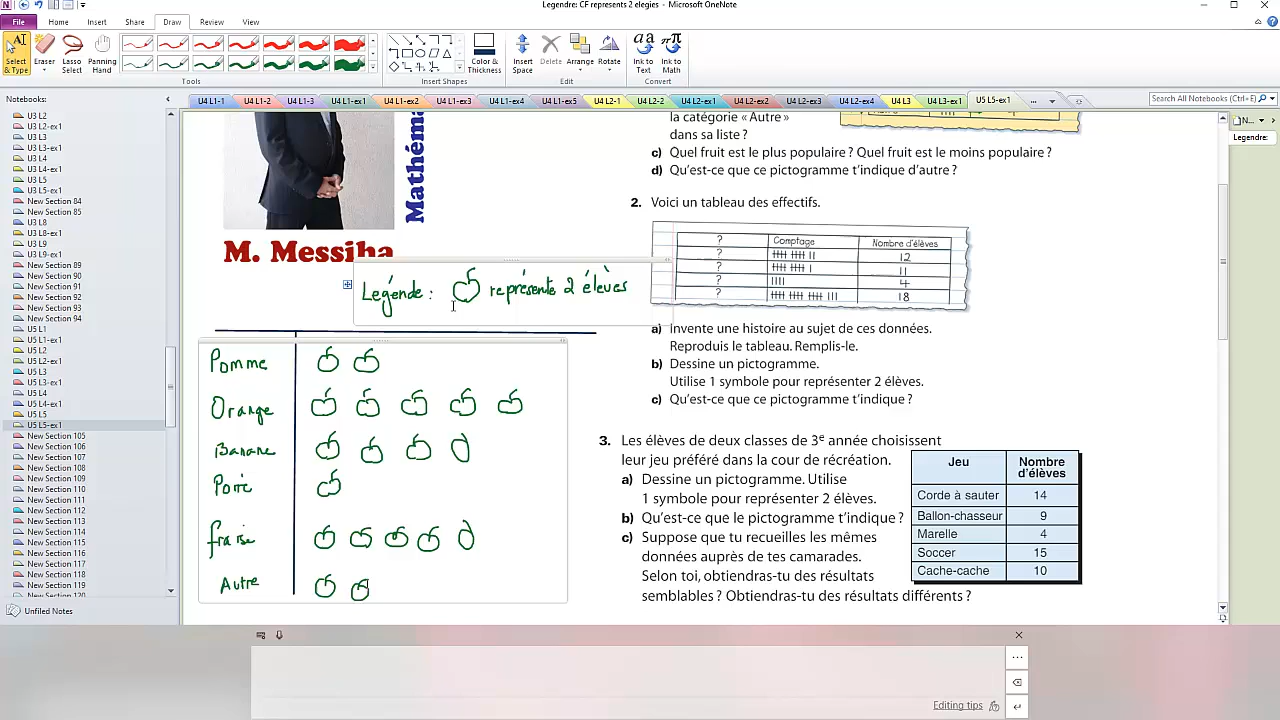 Legendre: CF represents 2 elegies - Microsoft OneNote
File
Home
Insert
Draw
Review
View
Select & Type
Eraser
Lasso Select
Panning Hand
Color & Thickness
Insert Space
Delete
Arrange
Rotate
Ink to Text
Ink to Math
Tools
Insert Shapes
Edit
Convert
Notebooks:
U4 L1-1
U4 L1-2
U4 L1-3
U4 L1-ex1
U4 L1-ex2
U4 L1-ex3
U4 L1-ex4
U4 L1-ex5
U4 L2-1
U4 L2-2
U4 L2-ex1
U4 L2-ex2
U4 L2-ex3
U4 L2-ex4
U4 L3
U4 L3-ex1
U5 L5-ex1
...
Search All Notebooks (Ctrl+E)
U3 L2
U3 L2-ex1
U3 L3
U3 L3-ex1
U3 L4
U3 L4-ex1
U3 L5
U3 L5-ex1
New Section 84
New Section 85
U3 L8
U3 L8-ex1
U3 L9
New Section 89
New Section 90
New Section 91
New Section 92
New Section 93
New Section 94
U5 L1
U5 L1-ex1
U5 L2
U5 L2-ex1
U5 L3
U5 L3-ex1
U5 L4
U5 L4-ex1
U5 L5
U5 L5-ex1
New Section 105
New Section 106
New Section 107
New Section 108
New Section 109
New Section 110
New Section 111
New Section 112
New Section 113
New Section 114
New Section 115
New Section 116
New Section 117
New Section 118
New Section 119
Unfiled Notes
N...
Legendre:
Mathéma
M. Messiha
Légende : représente 2 élèves
Pomme
Orange
Banane
Poire
fraise
Autre
la catégorie « Autre »
dans sa liste ?
c) Quel fruit est le plus populaire ? Quel fruit est le moins populaire ?
d) Qu'est-ce que ce pictogramme t'indique d'autre ?
2. Voici un tableau des effectifs.
? Comptage Nombre d'élèves
? 12
? 11
? 4
? 18
a) Invente une histoire au sujet de ces données.
Reproduis le tableau. Remplis-le.
b) Dessine un pictogramme.
Utilise 1 symbole pour représenter 2 élèves.
c) Qu'est-ce que ce pictogramme t'indique ?
3. Les élèves de deux classes de 3e année choisissent
leur jeu préféré dans la cour de récréation.
a) Dessine un pictogramme. Utilise
1 symbole pour représenter 2 élèves.
b) Qu'est-ce que le pictogramme t'indique ?
c) Suppose que tu recueilles les mêmes
données auprès de tes camarades.
Selon toi, obtiendras-tu des résultats
semblables ? Obtiendras-tu des résultats différents ?
Jeu Nombre d'élèves
Corde à sauter 14
Ballon-chasseur 9
Marelle 4
Soccer 15
Cache-cache 10
Editing tips